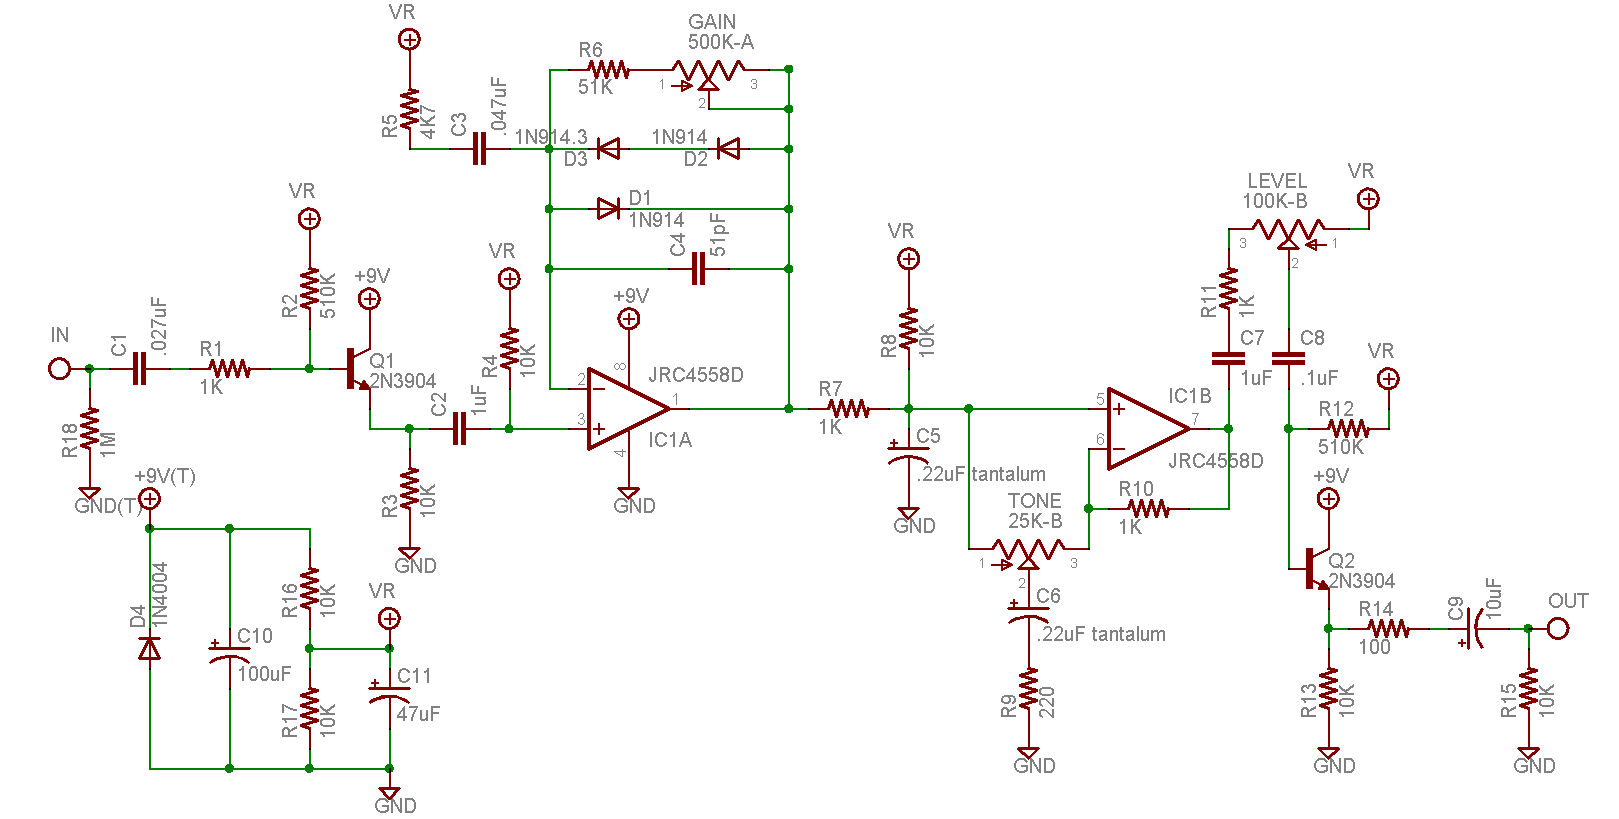 VR
GAIN
500K-A
R6
51K
1
2
3
R5
4K7
C3
.047uF
1N914.3
D3
1N914
D2
D1
1N914
C4
51pF
VR
R2
510K
+9V
IN
C1
.027uF
R1
1K
Q1
2N3904
R18
1M
GND(T)
C2
1uF
R3
10K
GND
VR
R4
10K
+9V
8
2
3
1
4
JRC4558D
IC1A
GND
VR
R8
10K
R7
1K
C5
.22uF tantalum
GND
TONE
25K-B
1
2
3
C6
.22uF tantalum
R9
220
GND
5
6
7
IC1B
JRC4558D
R10
1K
LEVEL
100K-B
3
2
1
VR
R11
1K
C7
1uF
C8
.1uF
VR
R12
510K
+9V
Q2
2N3904
R13
10K
GND
R14
100
C9
10uF
OUT
R15
10K
GND
+9V(T)
D4
1N4004
C10
100uF
R16
10K
R17
10K
VR
C11
47uF
GND